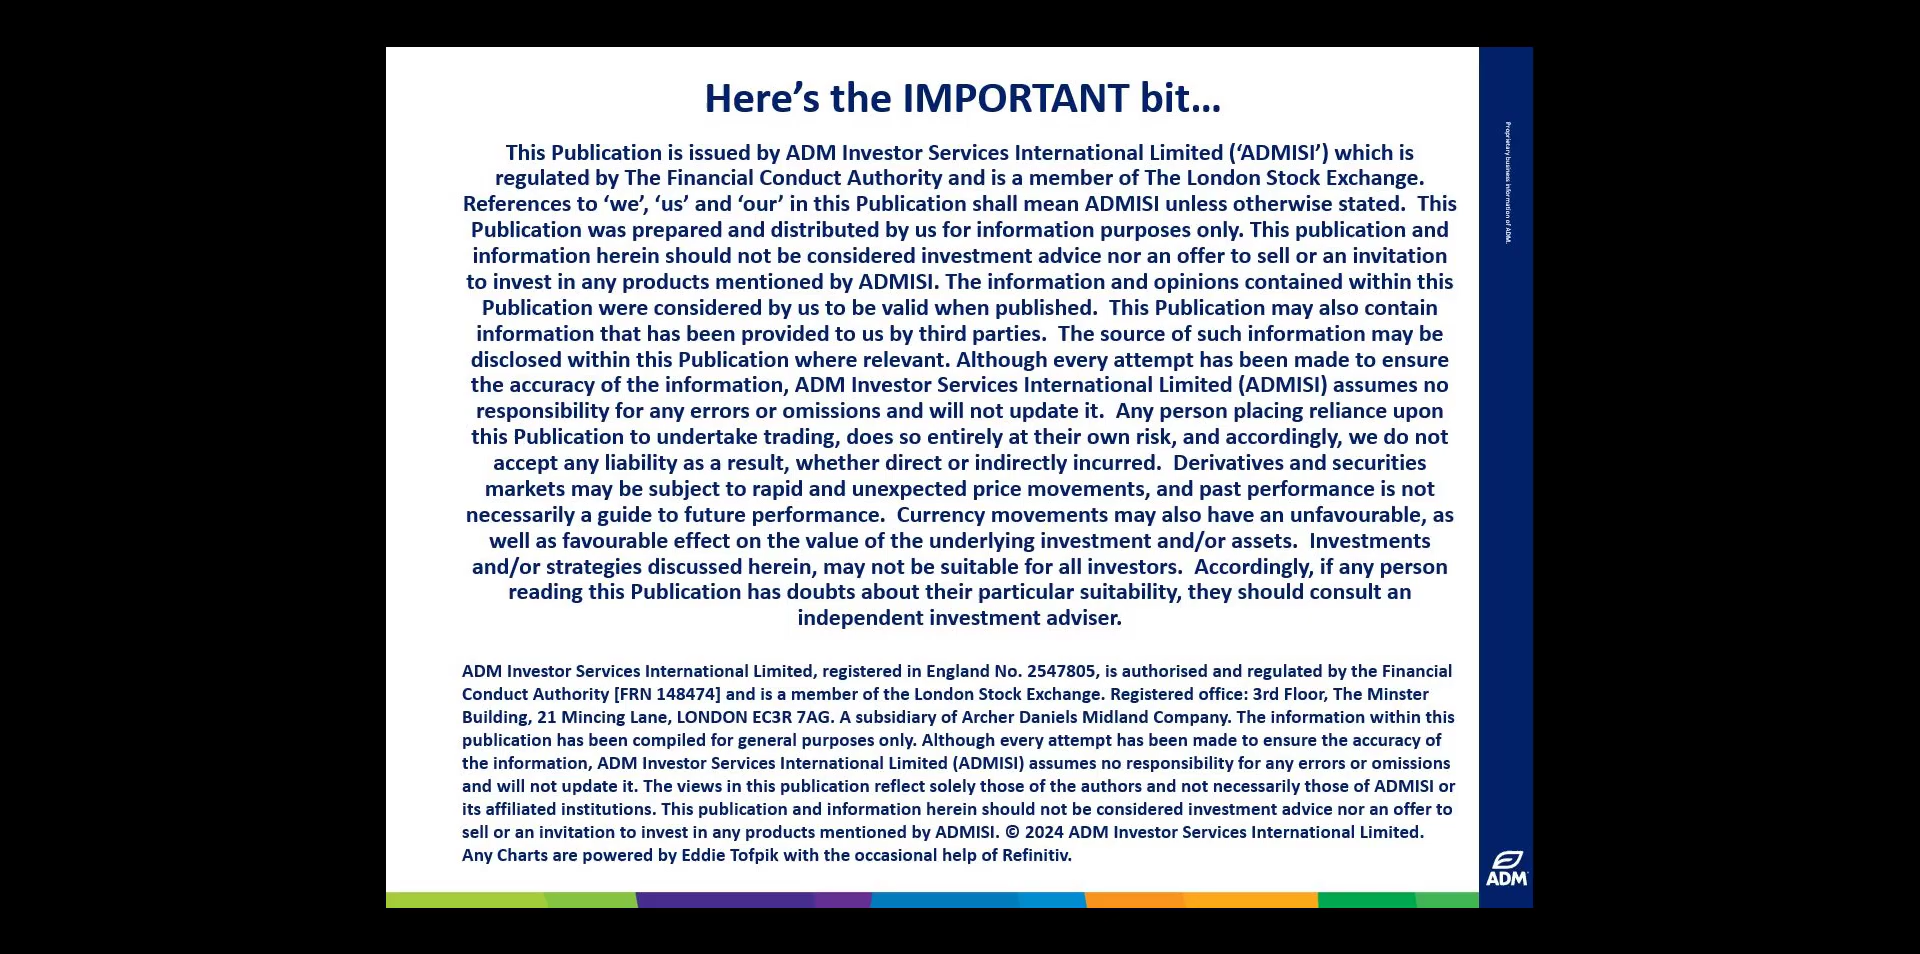 Here’s the IMPORTANT bit...
This Publication is issued by ADM Investor Services International Limited (‘ADMISI’) which is
regulated by The Financial Conduct Authority and is a member of The London Stock Exchange.
References to ‘we’, ‘us’ and ‘our’ in this Publication shall mean ADMISI unless otherwise stated.  This
Publication was prepared and distributed by us for information purposes only. This publication and
information herein should not be considered investment advice nor an offer to sell or an invitation
to invest in any products mentioned by ADMISI. The information and opinions contained within this
Publication were considered by us to be valid when published.  This Publication may also contain
information that has been provided to us by third parties.  The source of such information may be
disclosed within this Publication where relevant. Although every attempt has been made to ensure
the accuracy of the information, ADM Investor Services International Limited (ADMISI) assumes no
responsibility for any errors or omissions and will not update it.  Any person placing reliance upon
this Publication to undertake trading, does so entirely at their own risk, and accordingly, we do not
accept any liability as a result, whether direct or indirectly incurred.  Derivatives and securities
markets may be subject to rapid and unexpected price movements, and past performance is not
necessarily a guide to future performance.  Currency movements may also have an unfavourable, as
well as favourable effect on the value of the underlying investment and/or assets.  Investments
and/or strategies discussed herein, may not be suitable for all investors.  Accordingly, if any person
reading this Publication has doubts about their particular suitability, they should consult an
independent investment adviser.
ADM Investor Services International Limited, registered in England No. 2547805, is authorised and regulated by the Financial
Conduct Authority [FRN 148474] and is a member of the London Stock Exchange. Registered office: 3rd Floor, The Minster
Building, 21 Mincing Lane, LONDON EC3R 7AG. A subsidiary of Archer Daniels Midland Company. The information within this
publication has been compiled for general purposes only. Although every attempt has been made to ensure the accuracy of
the information, ADM Investor Services International Limited (ADMISI) assumes no responsibility for any errors or omissions
and will not update it. The views in this publication reflect solely those of the authors and not necessarily those of ADMISI or
its affiliated institutions. This publication and information herein should not be considered investment advice nor an offer to
sell or an invitation to invest in any products mentioned by ADMISI. © 2024 ADM Investor Services International Limited.
Any Charts are powered by Eddie Tofpik with the occasional help of Refinitiv.
Proprietary business information of ADM.
ADM